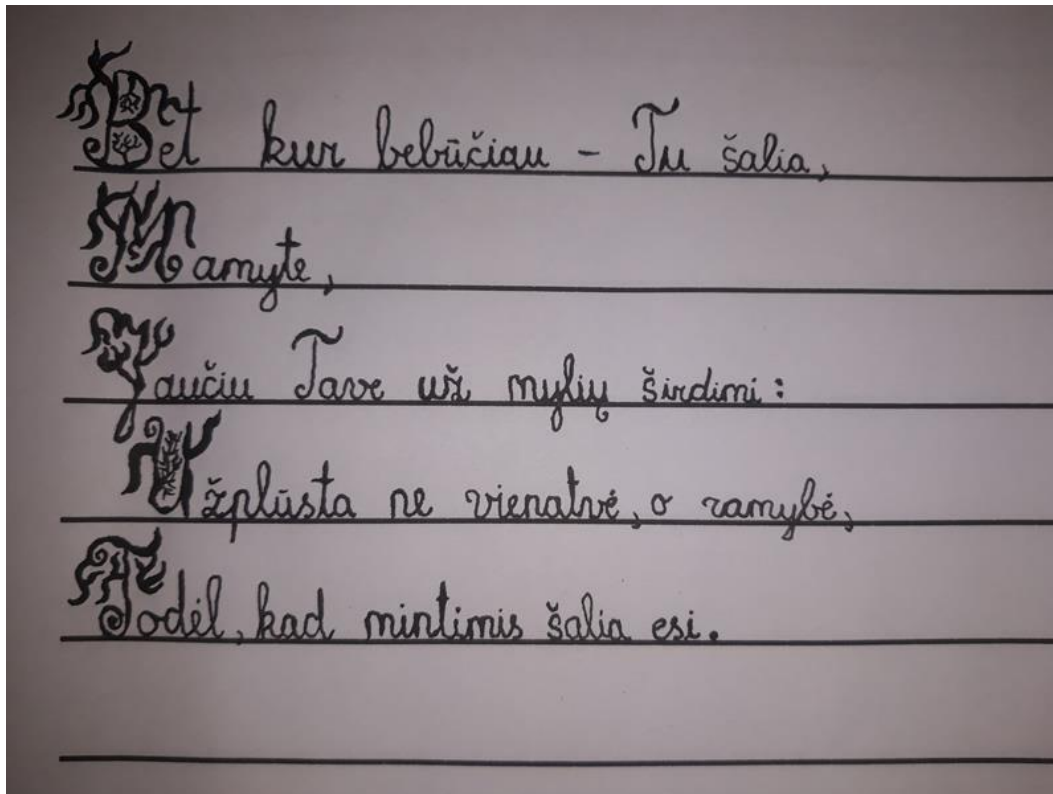 Bet kur bebūčiau - Tu šalia,
Mamyte,
Jaučiu Tave už mylių širdimi:
Užplūsta ne vienatvė, o ramybė,
Todėl, kad mintimis šalia esi.